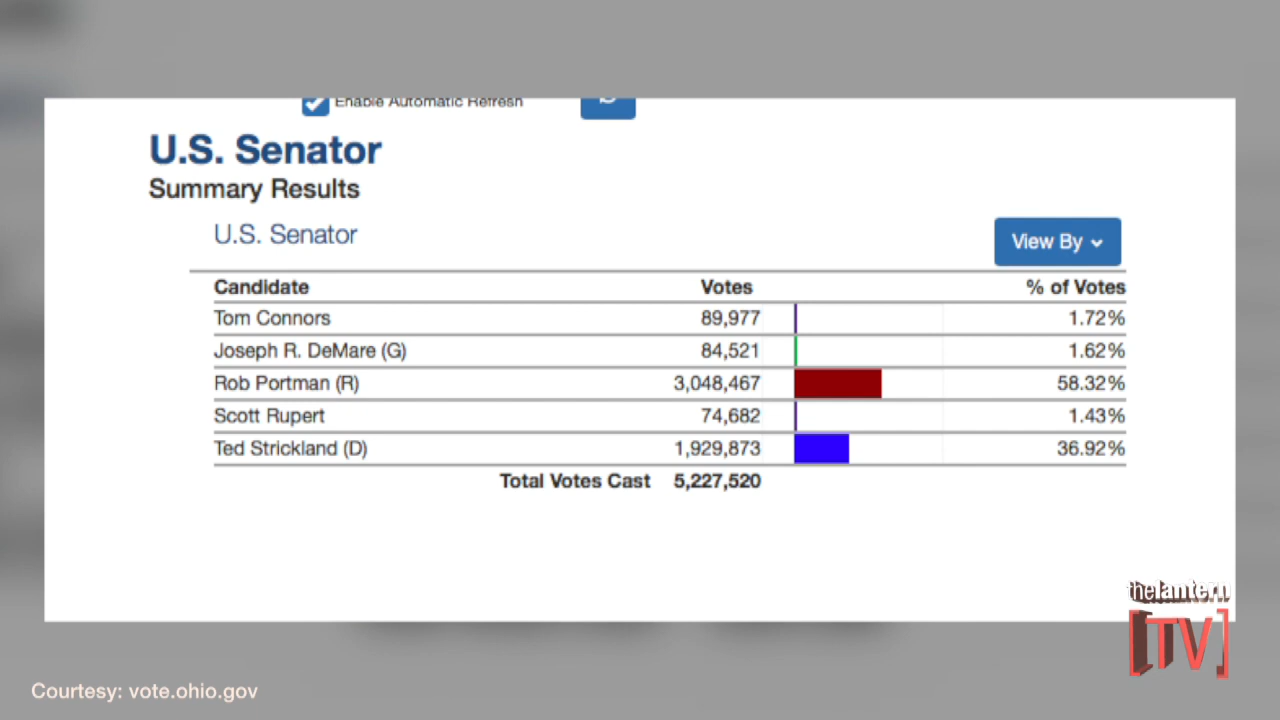 Enable Automatic Refresh
U.S. Senator
Summary Results
U.S. Senator
View By
Candidate Votes % of Votes
Tom Connors 89,977 1.72%
Joseph R. DeMare (G) 84,521 1.62%
Rob Portman (R) 3,048,467 58.32%
Scott Rupert 74,682 1.43%
Ted Strickland (D) 1,929,873 36.92%
Total Votes Cast 5,227,520
thelantern
[TV]
Courtesy: vote.ohio.gov